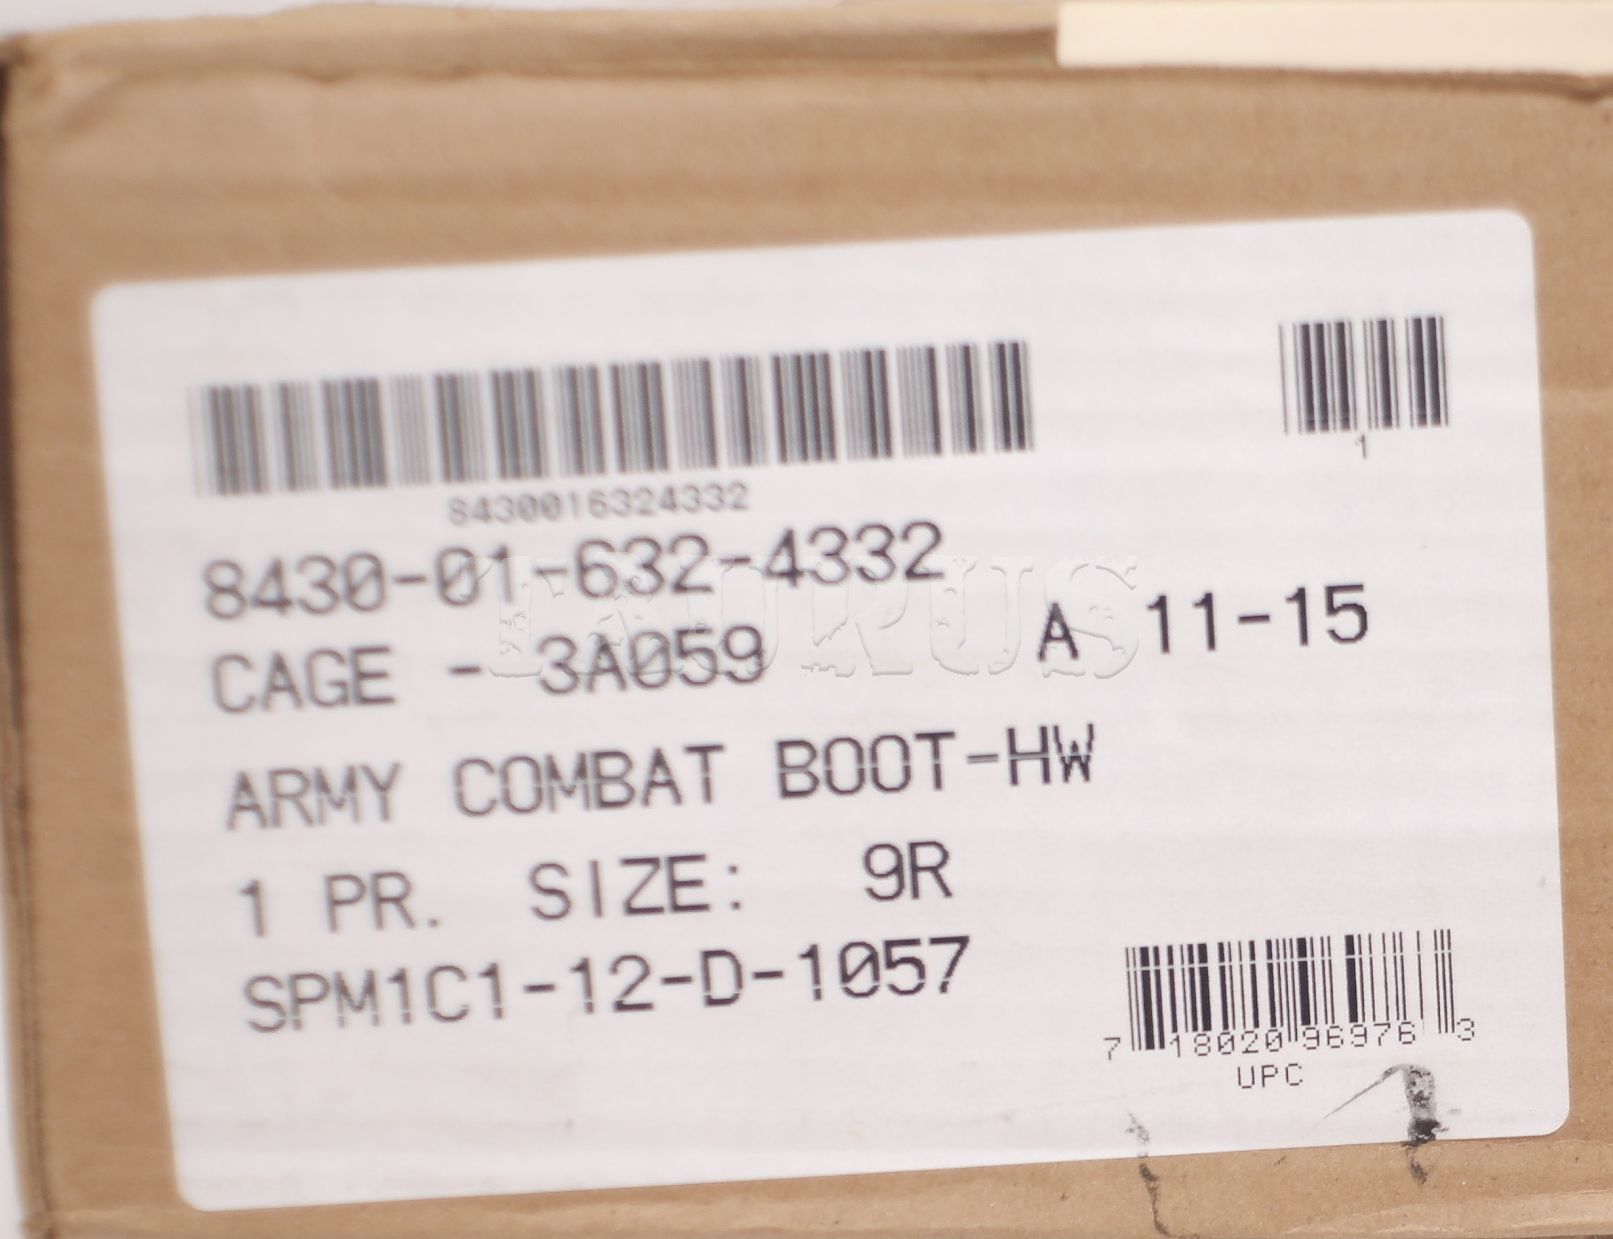 1
8430016324332
8430-01-632-4332
CAGE - 3A059 A 11-15
ARMY COMBAT BOOT-HW
1 PR. SIZE: 9R
SPM1C1-12-D-1057
7 18020 96976 3
UPC
TAURUS